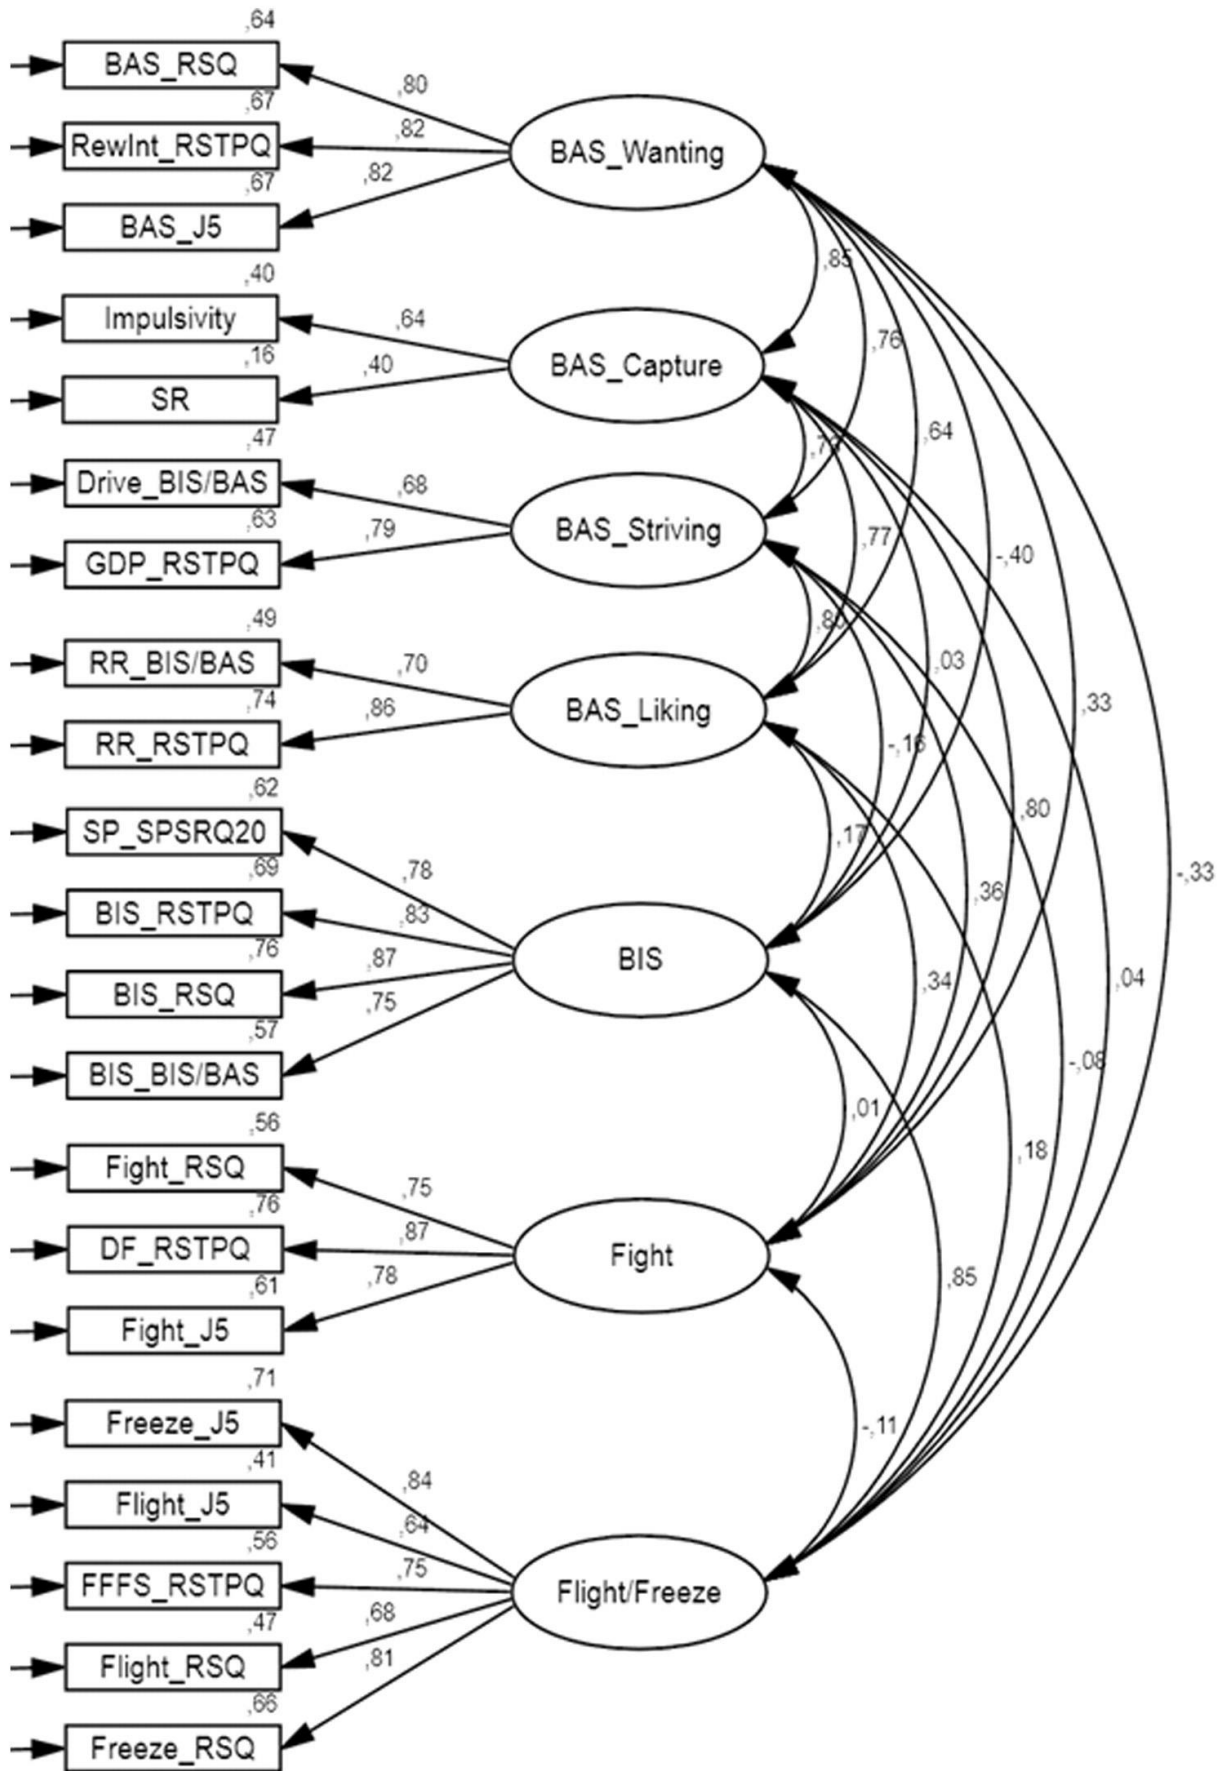 ,64
BAS_RSQ
,80
,67
RewInt_RSTPQ
,82
BAS_Wanting
,67
,82
BAS_J5
,85
,40
Impulsivity
,64
,76
BAS_Capture
,16
,40
SR
,64
,47
Drive_BIS/BAS
,68
,77
BAS_Striving
,63
,79
GDP_RSTPQ
-,40
,49
RR_BIS/BAS
,70
,03
,74
,86
BAS_Liking
,33
RR_RSTPQ
-,16
,62
SP_SPSRQ20
,80
,17
,69
,78
-,33
BIS_RSTPQ
,83
,36
,76
,87
BIS
BIS_RSQ
,75
,34
,04
,57
BIS_BIS/BAS
-,08
,01
,56
Fight_RSQ
,75
,18
,76
,87
DF_RSTPQ
Fight
,61
,78
,85
Fight_J5
,71
Freeze_J5
-,11
,41
,84
Flight_J5
,64
,56
,75
FFFS_RSTPQ
Flight/Freeze
,47
,68
Flight_RSQ
,81
,66
Freeze_RSQ